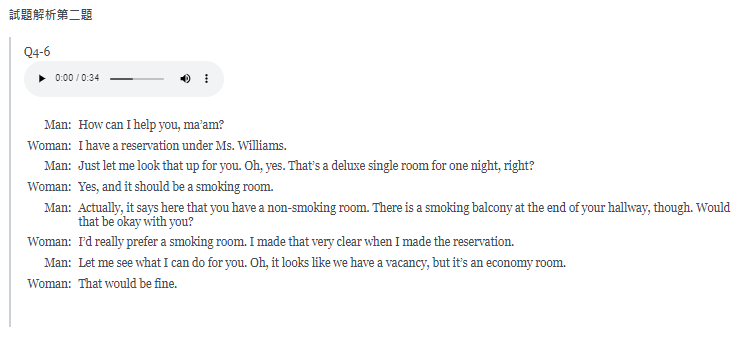 試題解析第二題
Q4-6
0:00 / 0:34
Man: How can I help you, ma’am?
Woman: I have a reservation under Ms. Williams.
Man: Just let me look that up for you. Oh, yes. That’s a deluxe single room for one night, right?
Woman: Yes, and it should be a smoking room.
Man: Actually, it says here that you have a non-smoking room. There is a smoking balcony at the end of your hallway, though. Would
that be okay with you?
Woman: I’d really prefer a smoking room. I made that very clear when I made the reservation.
Man: Let me see what I can do for you. Oh, it looks like we have a vacancy, but it’s an economy room.
Woman: That would be fine.